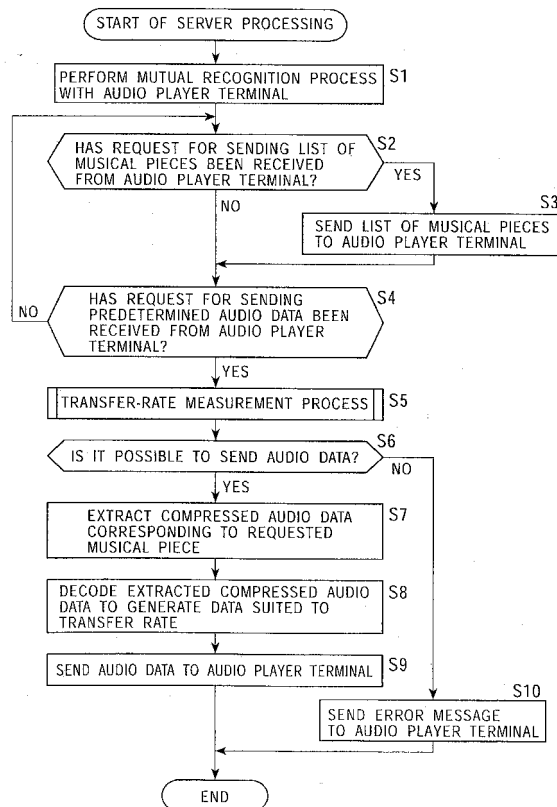 START OF SERVER PROCESSING
PERFORM MUTUAL RECOGNITION PROCESS
WITH AUDIO PLAYER TERMINAL
S1
HAS REQUEST FOR SENDING LIST OF
MUSICAL PIECES BEEN RECEIVED
FROM AUDIO PLAYER TERMINAL?
S2
YES
NO
S3
SEND LIST OF MUSICAL PIECES
TO AUDIO PLAYER TERMINAL
S4
NO
HAS REQUEST FOR SENDING
PREDETERMINED AUDIO DATA BEEN
RECEIVED FROM AUDIO PLAYER
TERMINAL?
YES
TRANSFER-RATE MEASUREMENT PROCESS
S5
S6
IS IT POSSIBLE TO SEND AUDIO DATA?
NO
YES
EXTRACT COMPRESSED AUDIO DATA
CORRESPONDING TO REQUESTED
MUSICAL PIECE
S7
DECODE EXTRACTED COMPRESSED AUDIO
DATA TO GENERATE DATA SUITED TO
TRANSFER RATE
S8
SEND AUDIO DATA TO AUDIO PLAYER TERMINAL
S9
S10
SEND ERROR MESSAGE
TO AUDIO PLAYER TERMINAL
END